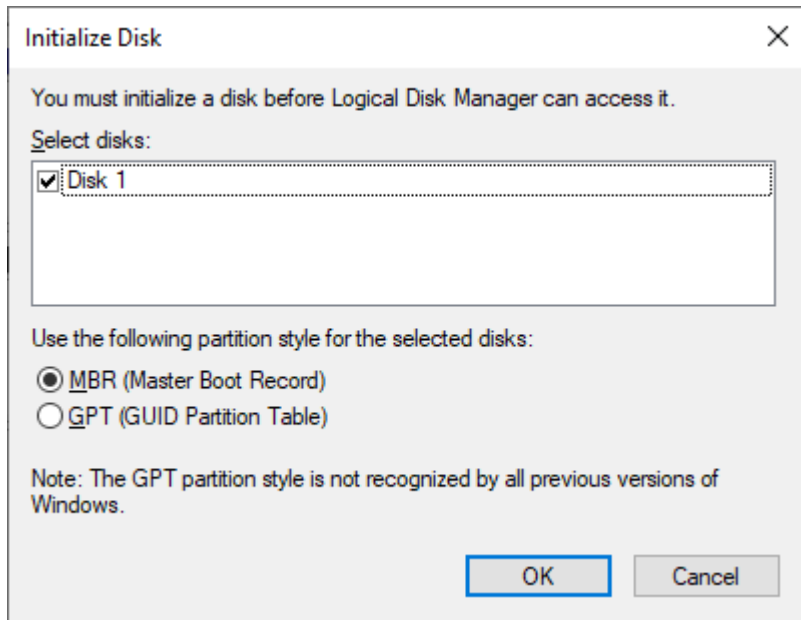 Initialize Disk
You must initialize a disk before Logical Disk Manager can access it.
Select disks:
Disk 1
Use the following partition style for the selected disks:
MBR (Master Boot Record)
GPT (GUID Partition Table)
Note: The GPT partition style is not recognized by all previous versions of
Windows.
OK
Cancel